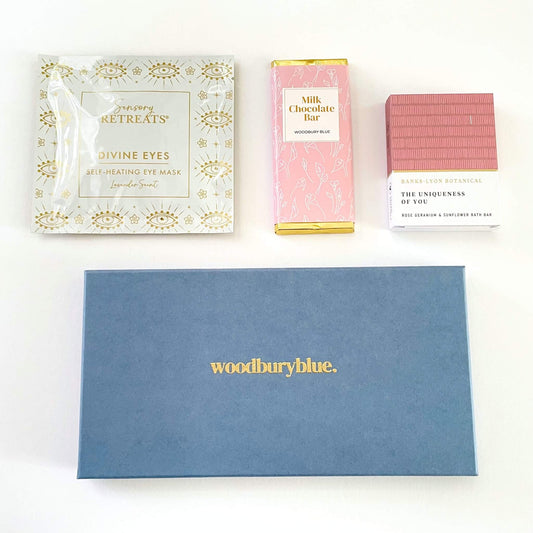 Sensory
RETREATS®
DIVINE EYES
SELF-HEATING EYE MASK
Lavender Scent
Milk
Chocolate
Bar
WOODBURY BLUE
BANKS-LYON BOTANICAL
THE UNIQUENESS
OF YOU
ROSE GERANIUM & SUNFLOWER BATH BAR
woodburyblue.